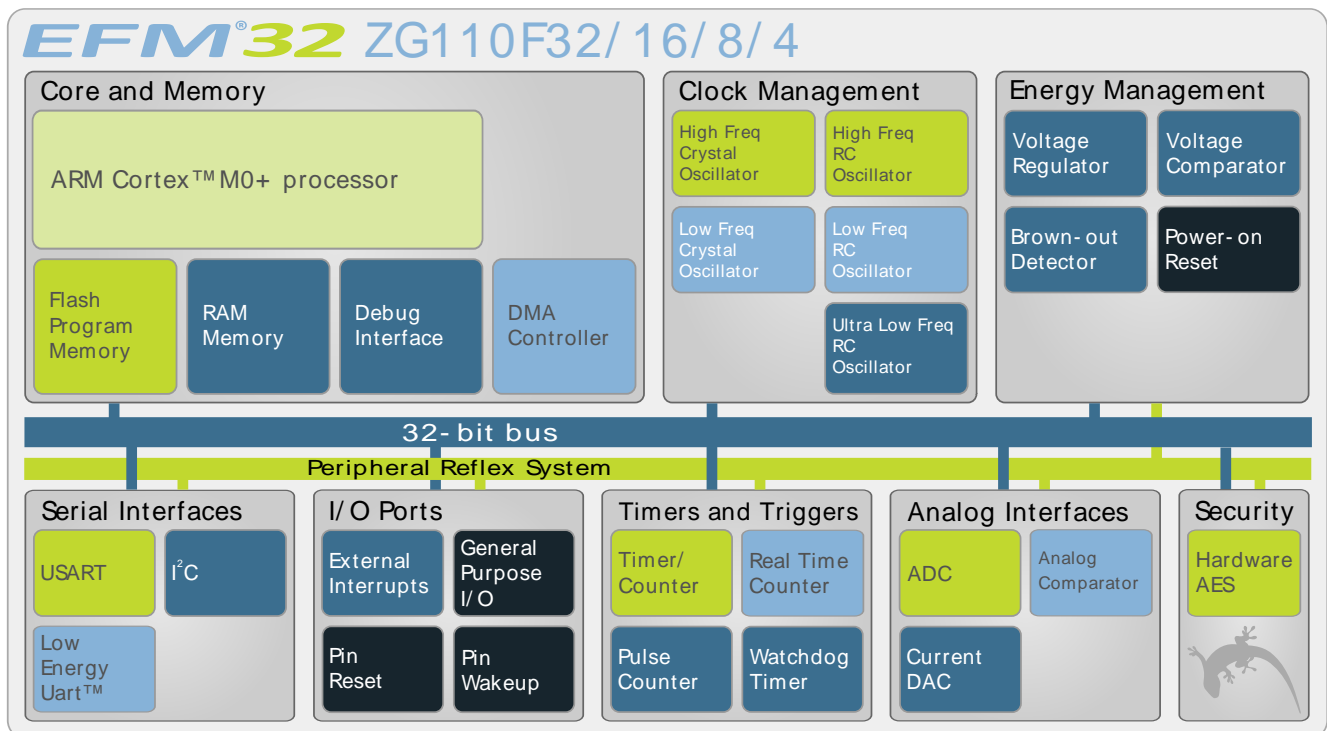 EFM®32 ZG110F32/16/8/4
Core and Memory
ARM Cortex™ M0+ processor
Flash
Program
Memory
RAM
Memory
Debug
Interface
DMA
Controller
Clock Management
High Freq
Crystal
Oscillator
High Freq
RC
Oscillator
Low Freq
Crystal
Oscillator
Low Freq
RC
Oscillator
Ultra Low Freq
RC
Oscillator
Energy Management
Voltage
Regulator
Voltage
Comparator
Brown-out
Detector
Power-on
Reset
32-bit bus
Peripheral Reflex System
Serial Interfaces
USART
I²C
Low
Energy
Uart™
I/O Ports
External
Interrupts
General
Purpose
I/O
Pin
Reset
Pin
Wakeup
Timers and Triggers
Timer/
Counter
Real Time
Counter
Pulse
Counter
Watchdog
Timer
Analog Interfaces
ADC
Analog
Comparator
Current
DAC
Security
Hardware
AES